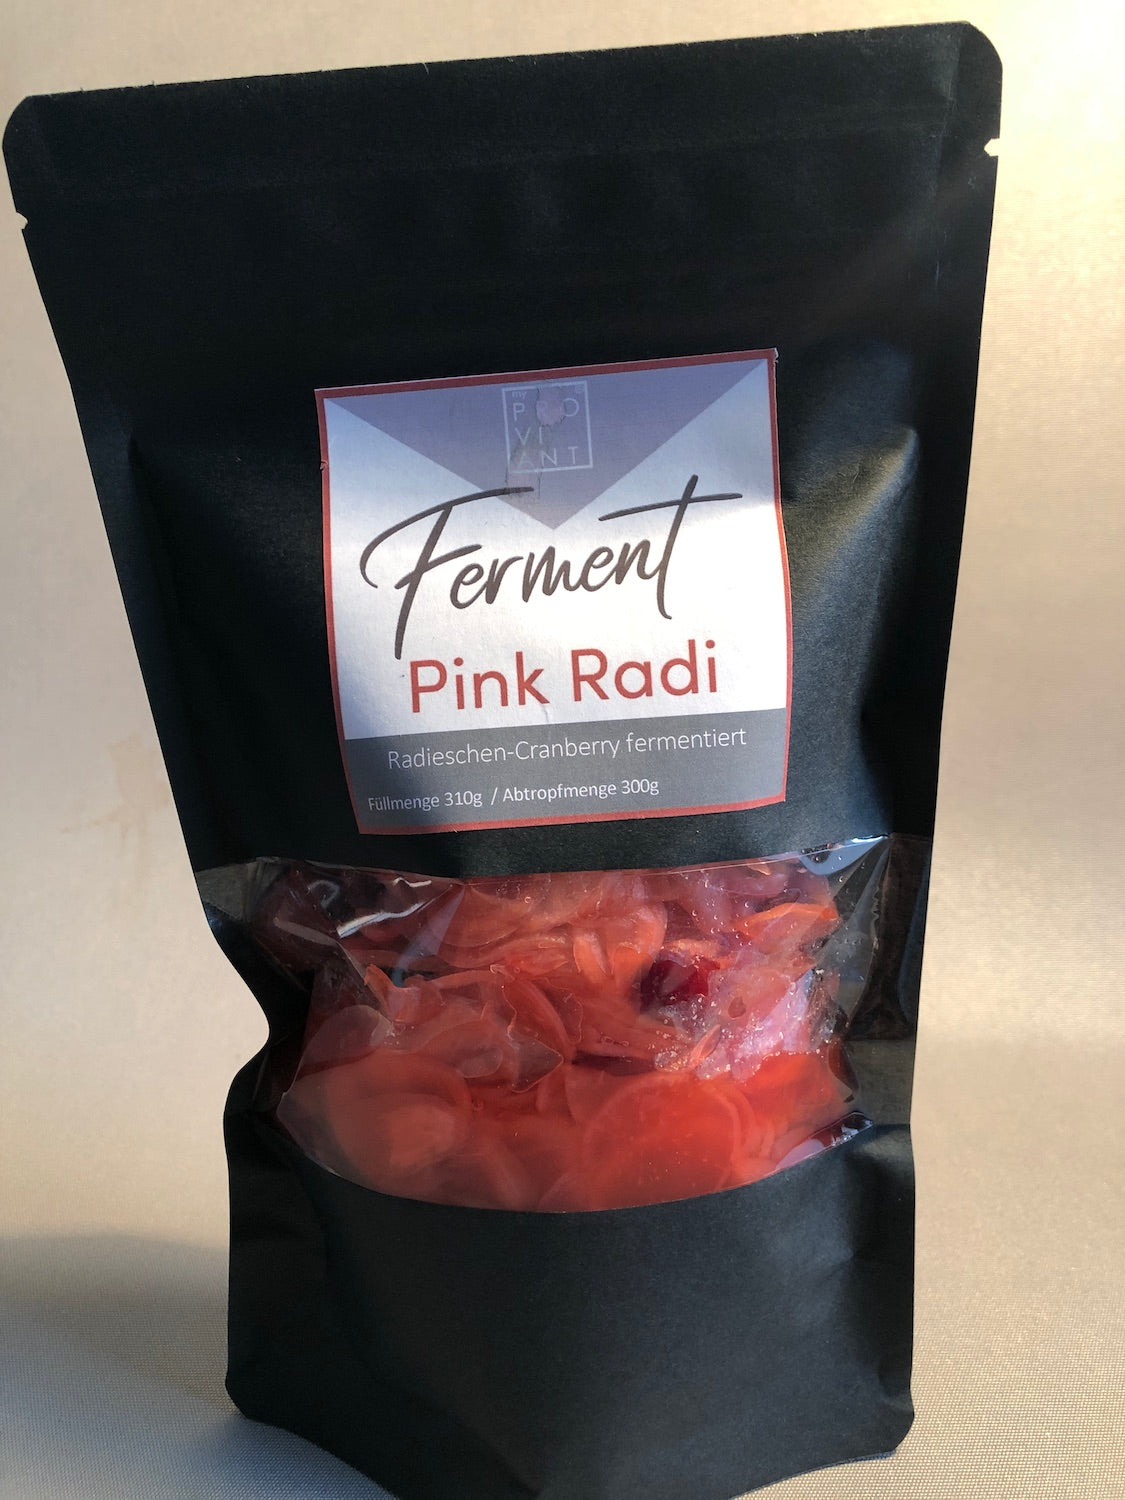 my
PRO
VI
ANT
Ferment
Pink Radi
Radieschen-Cranberry fermentiert
Füllmenge 310g / Abtropfmenge 300g